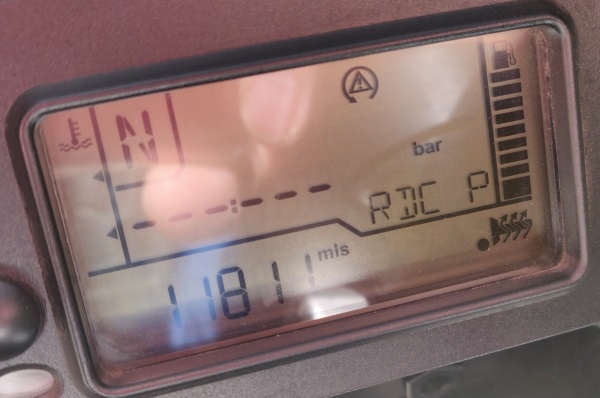 N
bar
--:--
RDC P
11811 mls